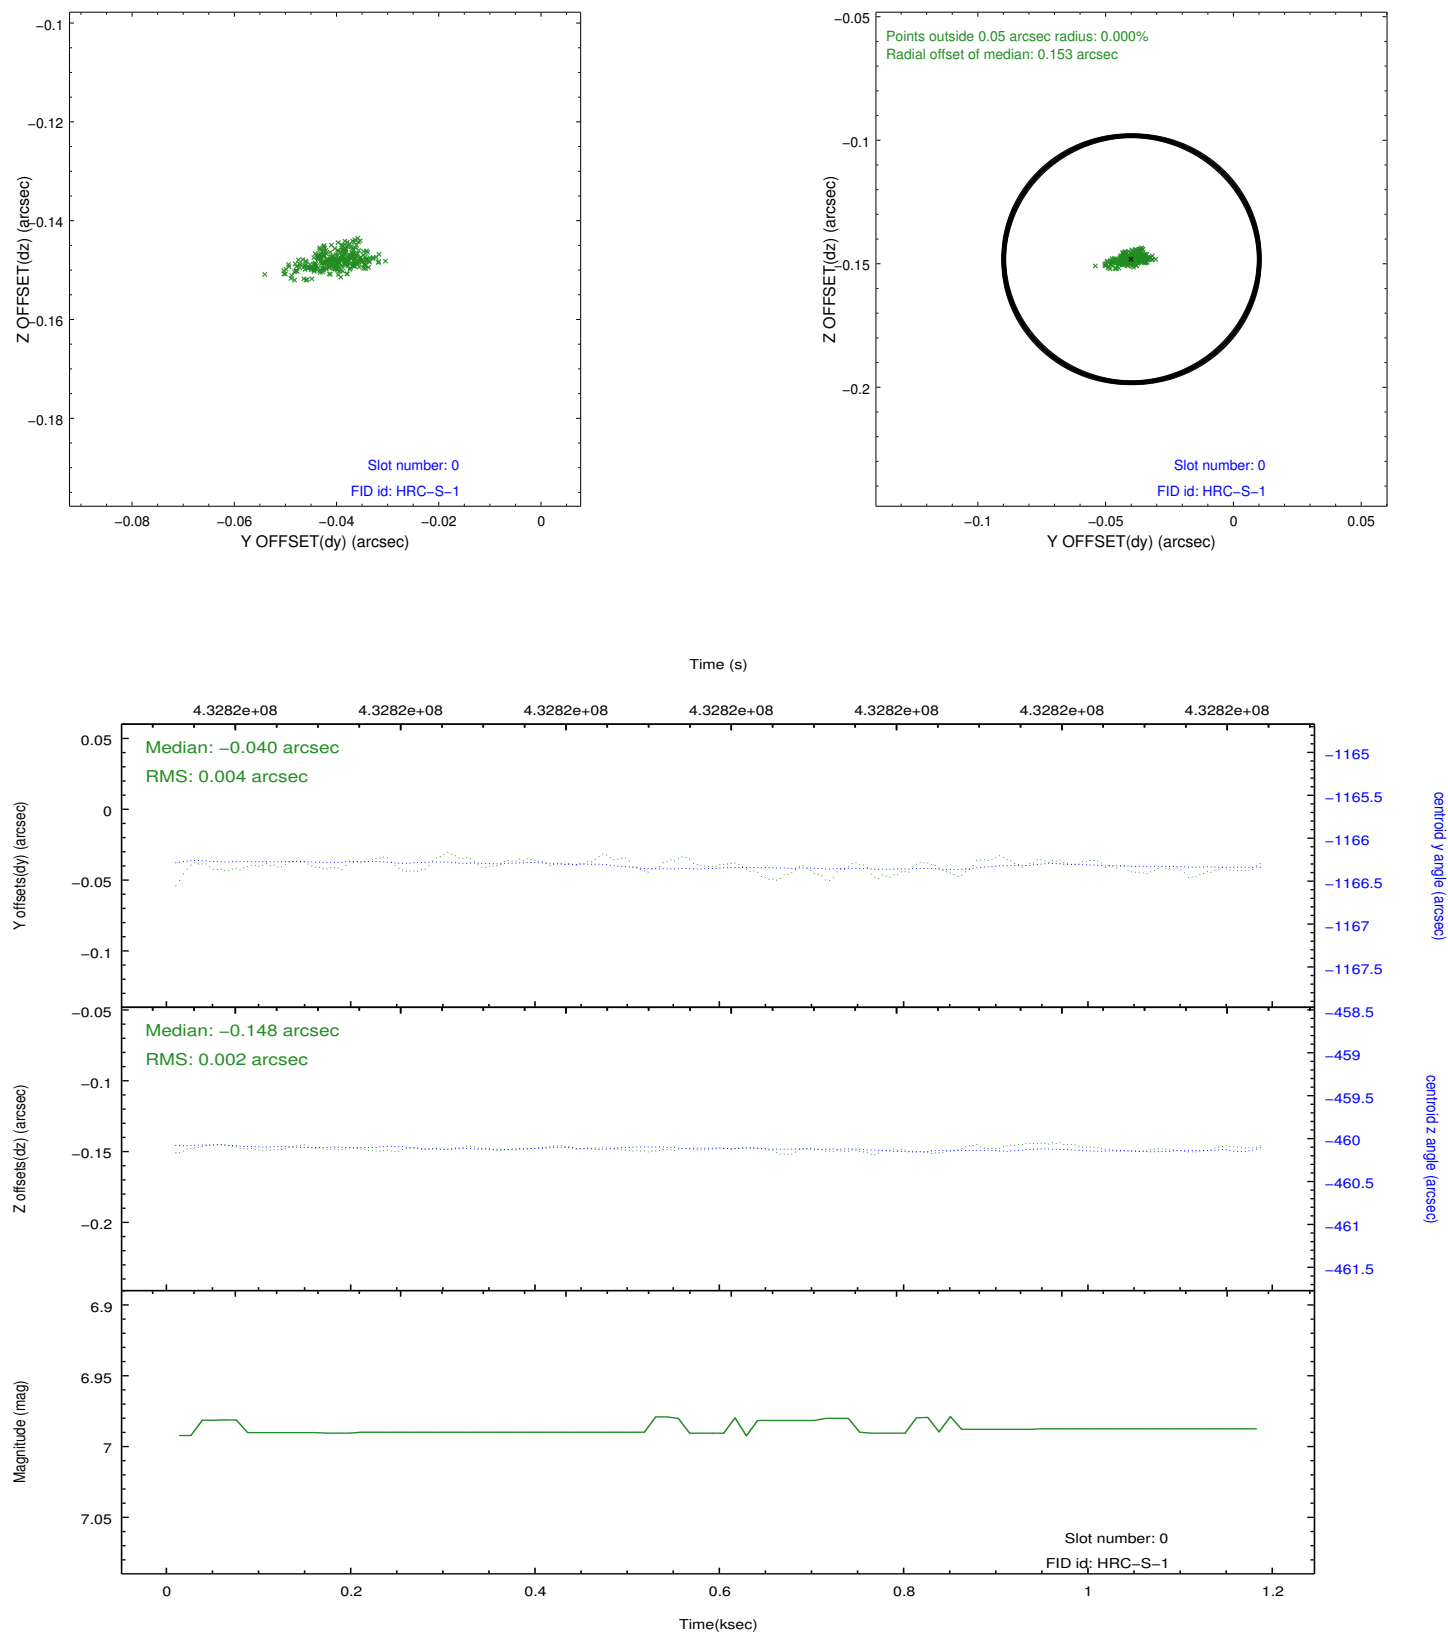 −0.1
−0.12
−0.14
−0.16
−0.18
Z OFFSET(dz) (arcsec)
Slot number: 0
FID id: HRC−S−1
−0.08
−0.06
−0.04
−0.02
0
Y OFFSET(dy) (arcsec)
−0.05
−0.1
−0.15
−0.2
Z OFFSET(dz) (arcsec)
Points outside 0.05 arcsec radius: 0.000%
Radial offset of median: 0.153 arcsec
Slot number: 0
FID id: HRC−S−1
−0.1
−0.05
0
0.05
Y OFFSET(dy) (arcsec)
Time (s)
4.3282e+08
4.3282e+08
4.3282e+08
4.3282e+08
4.3282e+08
4.3282e+08
4.3282e+08
Y offsets(dy) (arcsec)
0.05
0
−0.05
−0.1
Median: −0.040 arcsec
RMS: 0.004 arcsec
−1165
−1165.5
−1166
−1166.5
−1167
−1167.5
centroid y angle (arcsec)
Z offsets(dz) (arcsec)
−0.05
−0.1
−0.15
−0.2
Median: −0.148 arcsec
RMS: 0.002 arcsec
−458.5
−459
−459.5
−460
−460.5
−461
−461.5
centroid z angle (arcsec)
Magnitude (mag)
6.9
6.95
7
7.05
Slot number: 0
FID id: HRC−S−1
0
0.2
0.4
0.6
0.8
1
1.2
Time(ksec)